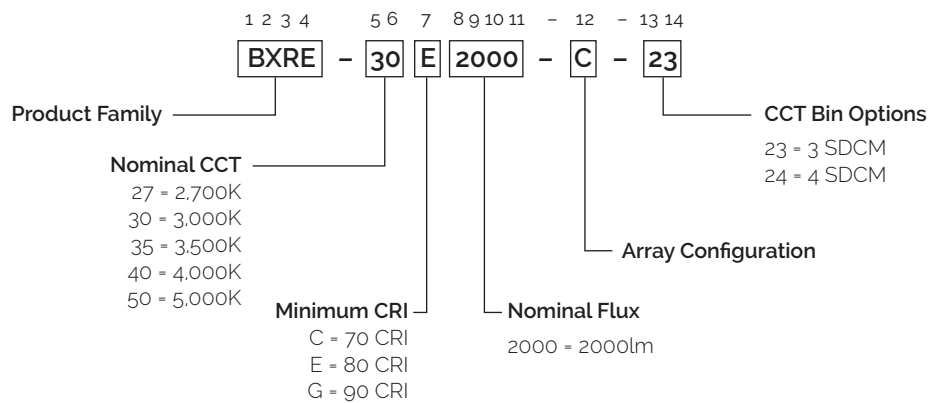 1 2 3 4 5 6 7 8 9 10 11 – 12 – 13 14
BXRE – 30 E 2000 – C – 23
Product Family
CCT Bin Options
23 = 3 SDCM
24 = 4 SDCM
Nominal CCT
27 = 2,700K
30 = 3,000K
35 = 3,500K
40 = 4,000K
50 = 5,000K
Array Configuration
Minimum CRI
C = 70 CRI
E = 80 CRI
G = 90 CRI
Nominal Flux
2000 = 2000lm